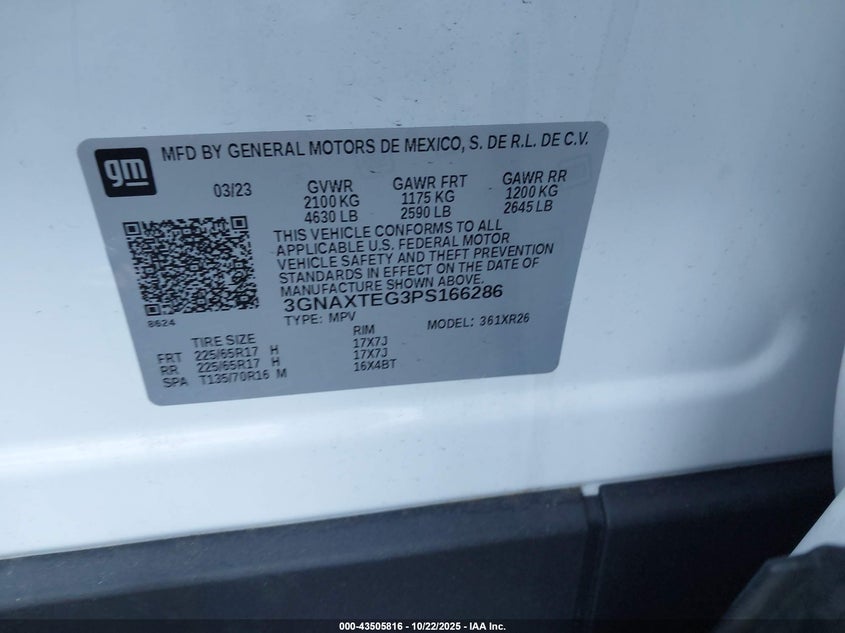 gm
MFD BY GENERAL MOTORS DE MEXICO, S. DE R.L. DE C.V.
03/23 GVWR GAWR FRT GAWR RR
2100 KG 1175 KG 1200 KG
4630 LB 2590 LB 2645 LB
THIS VEHICLE CONFORMS TO ALL
APPLICABLE U.S. FEDERAL MOTOR
VEHICLE SAFETY AND THEFT PREVENTION
STANDARDS IN EFFECT ON THE DATE OF
MANUFACTURE SHOWN ABOVE.
3GNAXTEG3PS166286
8624
TYPE: MPV MODEL: 361XR26
TIRE SIZE RIM
FRT 225/65R17 H 17X7J
RR 225/65R17 H 17X7J
SPA T135/70R16 M 16X4BT
000-43505816 - 10/22/2025 - IAA Inc.